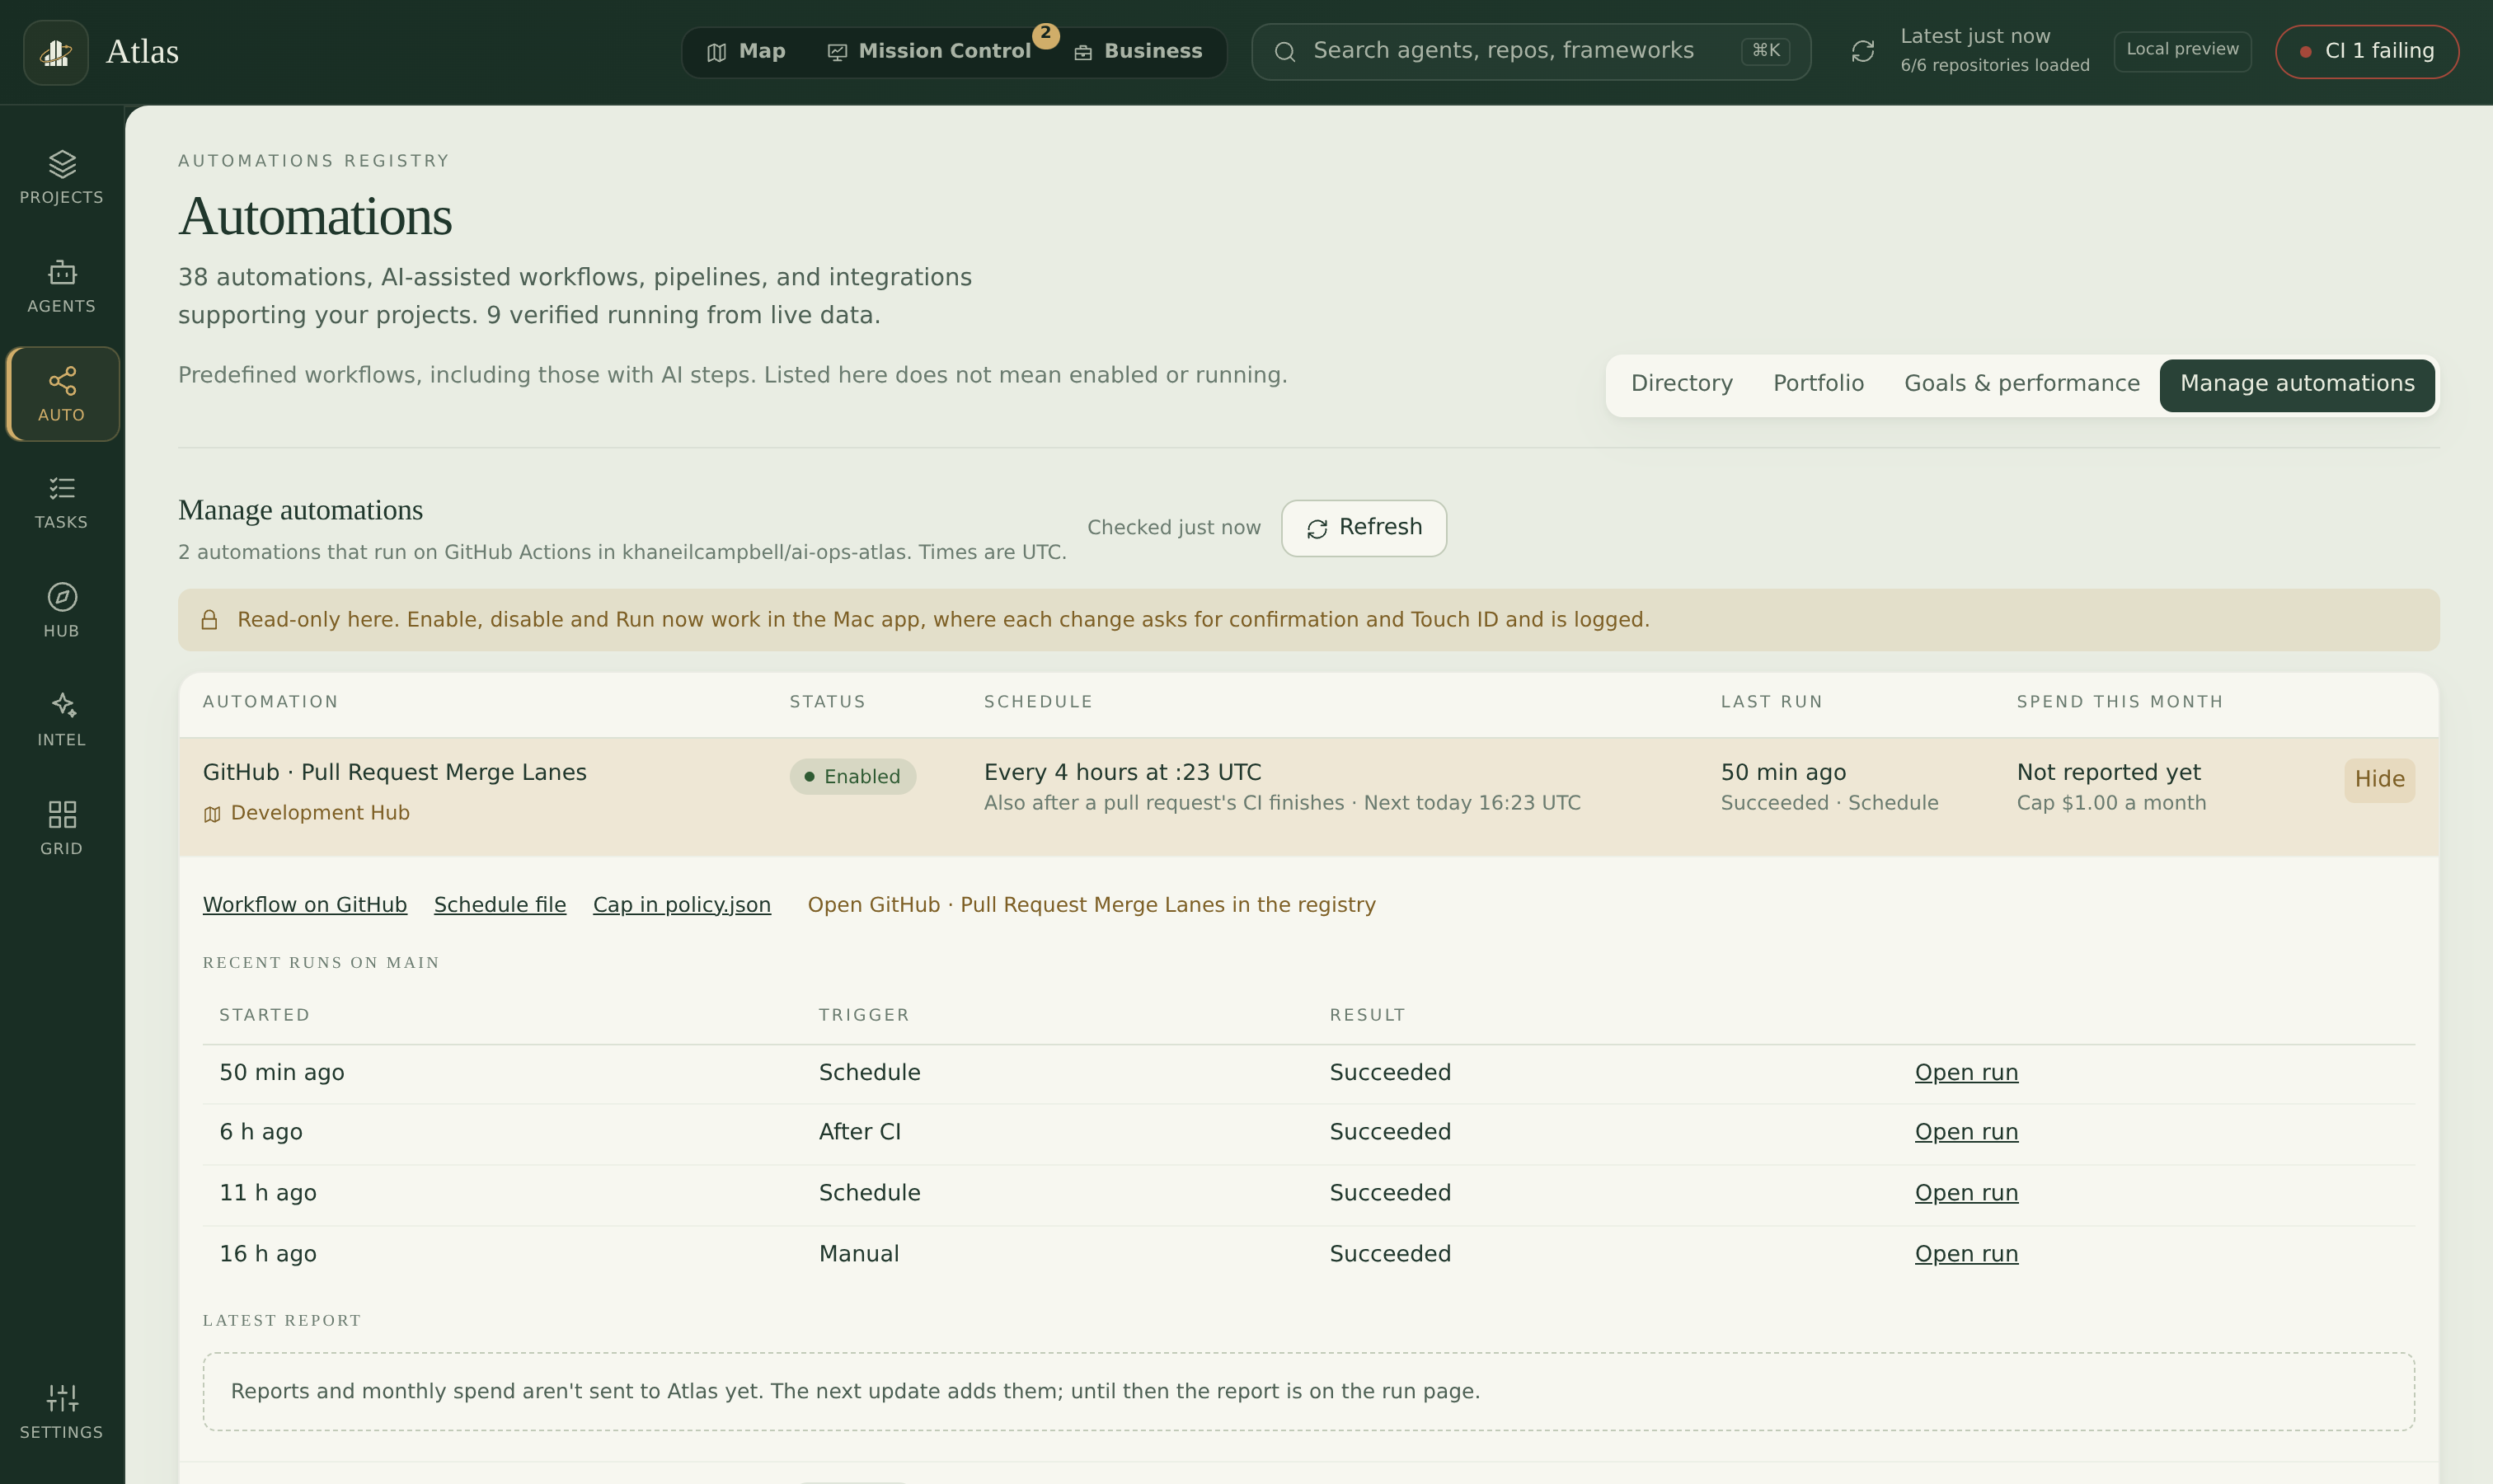 Atlas
Map
Mission Control
2
Business
Search agents, repos, frameworks
⌘K
Latest just now
6/6 repositories loaded
Local preview
CI 1 failing
PROJECTS
AGENTS
AUTO
TASKS
HUB
INTEL
GRID
SETTINGS
AUTOMATIONS REGISTRY
Automations
38 automations, AI-assisted workflows, pipelines, and integrations
supporting your projects. 9 verified running from live data.
Predefined workflows, including those with AI steps. Listed here does not mean enabled or running.
Directory
Portfolio
Goals & performance
Manage automations
Manage automations
2 automations that run on GitHub Actions in khaneilcampbell/ai-ops-atlas. Times are UTC.
Checked just now
Refresh
Read-only here. Enable, disable and Run now work in the Mac app, where each change asks for confirmation and Touch ID and is logged.
AUTOMATION STATUS SCHEDULE LAST RUN SPEND THIS MONTH
GitHub · Pull Request Merge Lanes
Development Hub
Enabled
Every 4 hours at :23 UTC
Also after a pull request's CI finishes · Next today 16:23 UTC
50 min ago
Succeeded · Schedule
Not reported yet
Cap $1.00 a month
Hide
Workflow on GitHub Schedule file Cap in policy.json Open GitHub · Pull Request Merge Lanes in the registry
RECENT RUNS ON MAIN
STARTED TRIGGER RESULT
50 min ago Schedule Succeeded Open run
6 h ago After CI Succeeded Open run
11 h ago Schedule Succeeded Open run
16 h ago Manual Succeeded Open run
LATEST REPORT
Reports and monthly spend aren't sent to Atlas yet. The next update adds them; until then the report is on the run page.